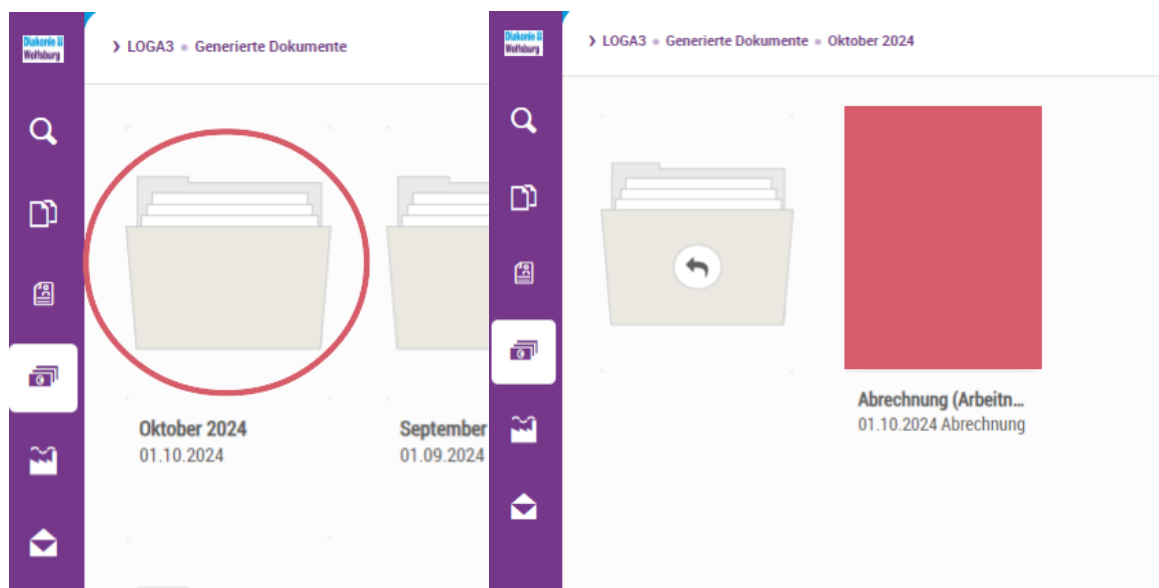 Diakonie
Wolfsburg
❯ LOGA3 • Generierte Dokumente
Oktober 2024
01.10.2024
September
01.09.2024
Diakonie
Wolfsburg
❯ LOGA3 • Generierte Dokumente • Oktober 2024
Abrechnung (Arbeitn...
01.10.2024 Abrechnung